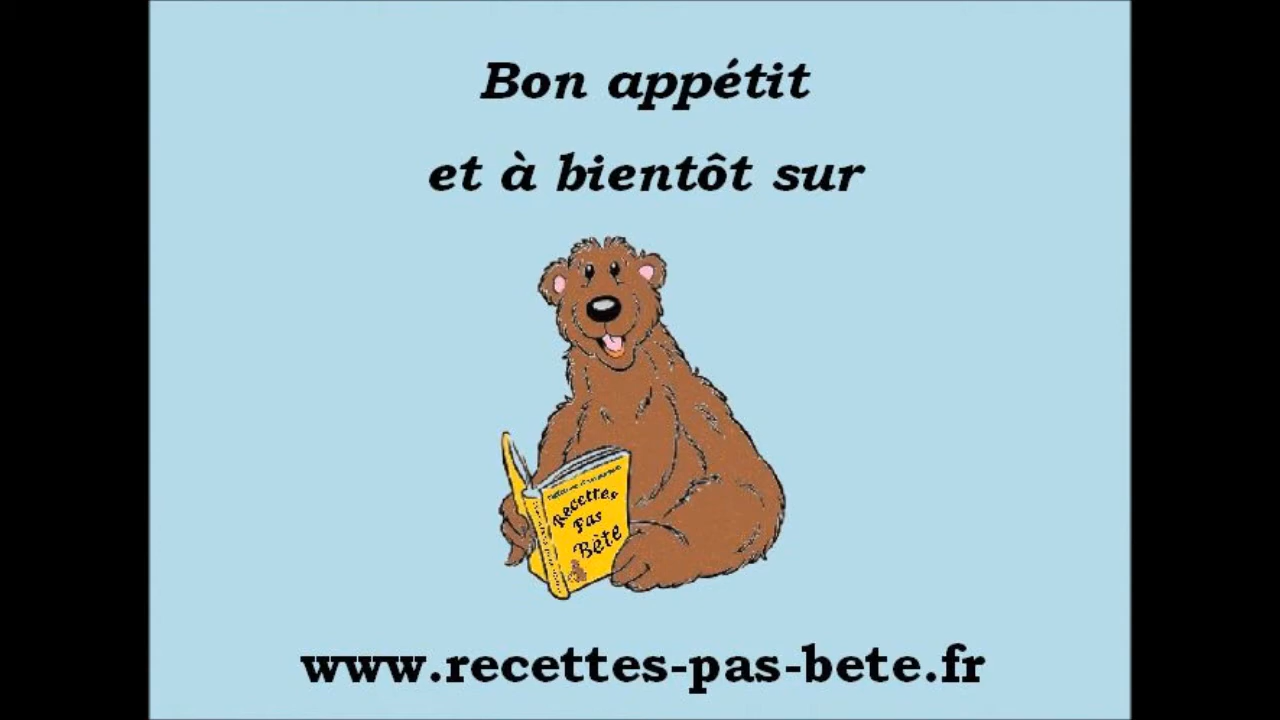 Bon appétit
et à bientôt sur
Recettes
Pas
Bête
www.recettes-pas-bete.fr